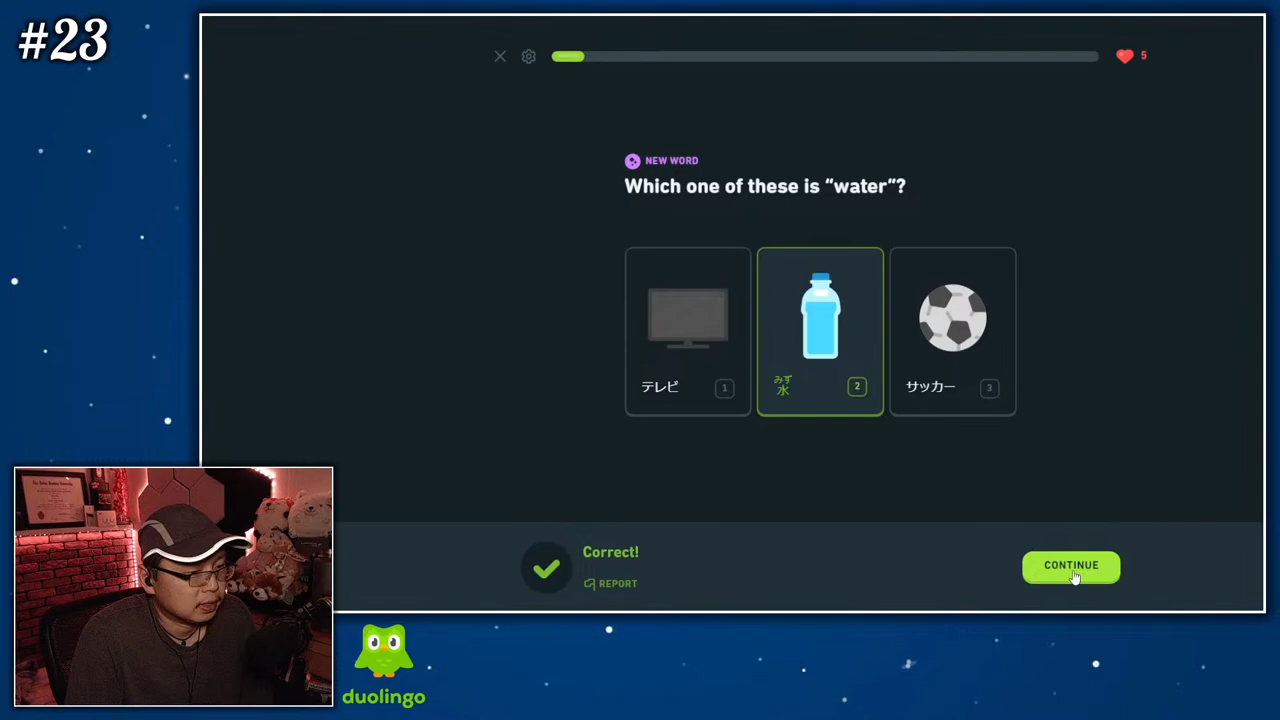 #23
5
NEW WORD
Which one of these is “water”?
テレビ
1
みず
水
2
サッカー
3
Correct!
REPORT
CONTINUE
duolingo